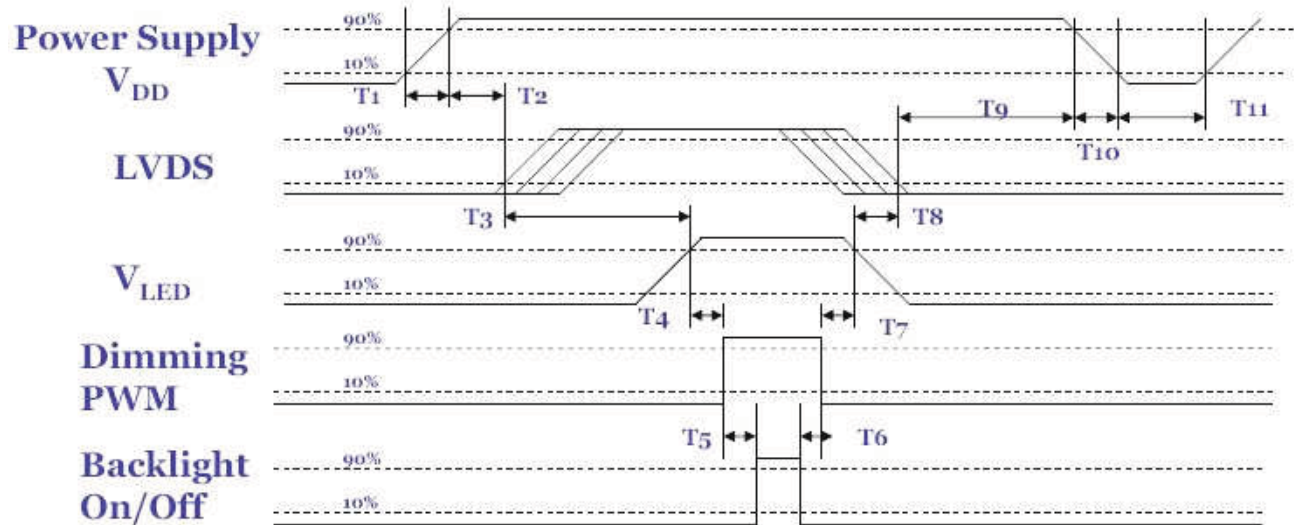 90%
Power Supply
10%
VDD
T1
T2
T9
T11
90%
T10
LVDS
10%
T3
T8
90%
VLED
10%
T4
T7
90%
Dimming
10%
PWM
T5
T6
Backlight
90%
On/Off
10%